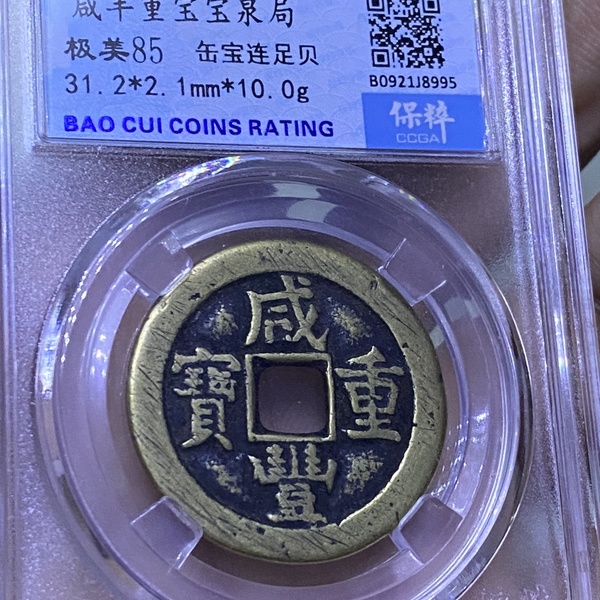 咸丰重宝宝泉局
极美85 缶宝连足贝
31.2*2.1mm*10.0g
B0921J8995
BAO CUI COINS RATING
保粹
CCGA
咸
寶 重
豐